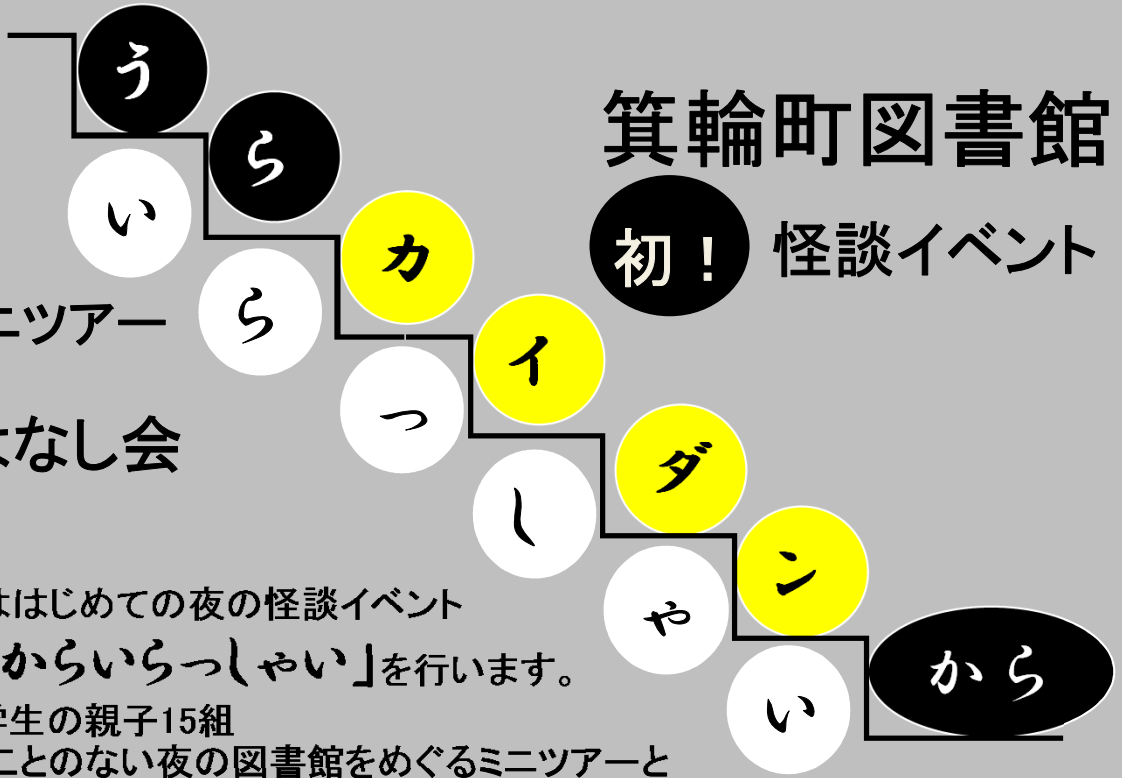 うらカイダンから
いらっしゃい
箕輪町図書館
初！ 怪談イベント
ニツアー
なし会
はじめての夜の怪談イベント
からいらっしゃい」を行います。
学生の親子15組
ことのない夜の図書館をめぐるミニツアーと